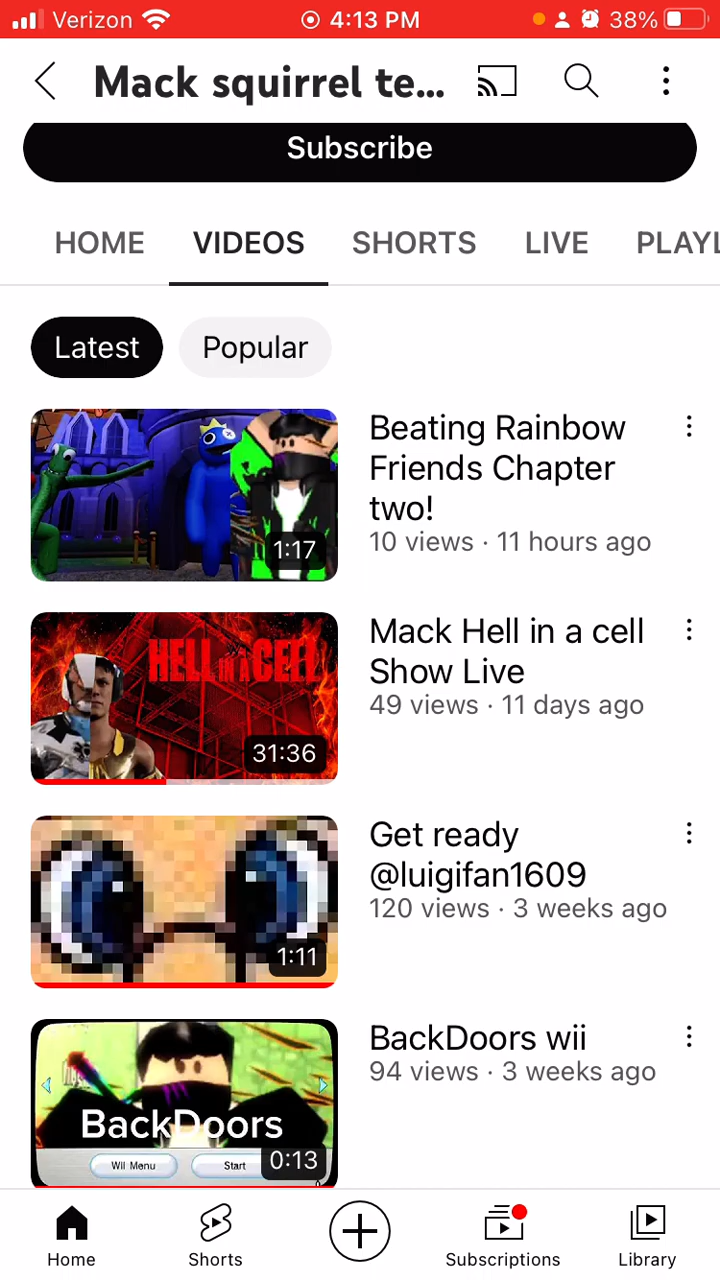 Verizon 4:13 PM 38%
Mack squirrel te...
Subscribe
HOME VIDEOS SHORTS LIVE PLAYL
Latest Popular
Beating Rainbow
Friends Chapter
two!
10 views · 11 hours ago
1:17
HELL IN A CELL
31:36
Mack Hell in a cell
Show Live
49 views · 11 days ago
Get ready
@luigifan1609
120 views · 3 weeks ago
1:11
BackDoors
Wii Menu Start
0:13
BackDoors wii
94 views · 3 weeks ago
Home Shorts Subscriptions Library